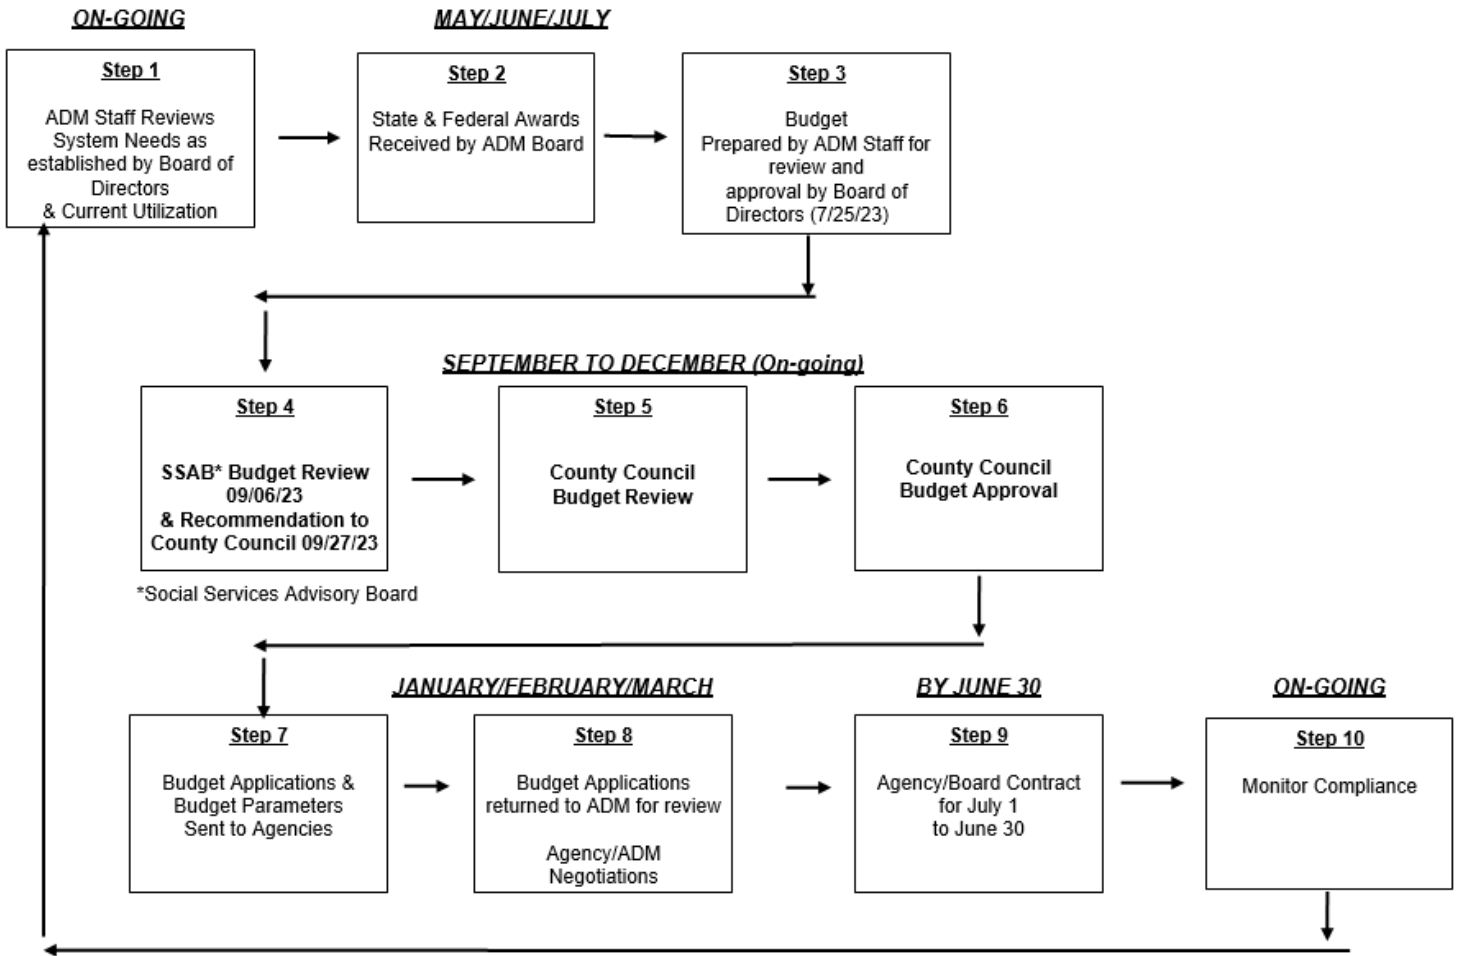 ON-GOING
MAY/JUNE/JULY
Step 1
ADM Staff Reviews
System Needs as
established by Board of
Directors
& Current Utilization
Step 2
State & Federal Awards
Received by ADM Board
Step 3
Budget
Prepared by ADM Staff for
review and
approval by Board of
Directors (7/25/23)
SEPTEMBER TO DECEMBER (On-going)
Step 4
SSAB* Budget Review
09/06/23
& Recommendation to
County Council 09/27/23
*Social Services Advisory Board
Step 5
County Council
Budget Review
Step 6
County Council
Budget Approval
JANUARY/FEBRUARY/MARCH
BY JUNE 30
ON-GOING
Step 7
Budget Applications &
Budget Parameters
Sent to Agencies
Step 8
Budget Applications
returned to ADM for review
Agency/ADM
Negotiations
Step 9
Agency/Board Contract
for July 1
to June 30
Step 10
Monitor Compliance